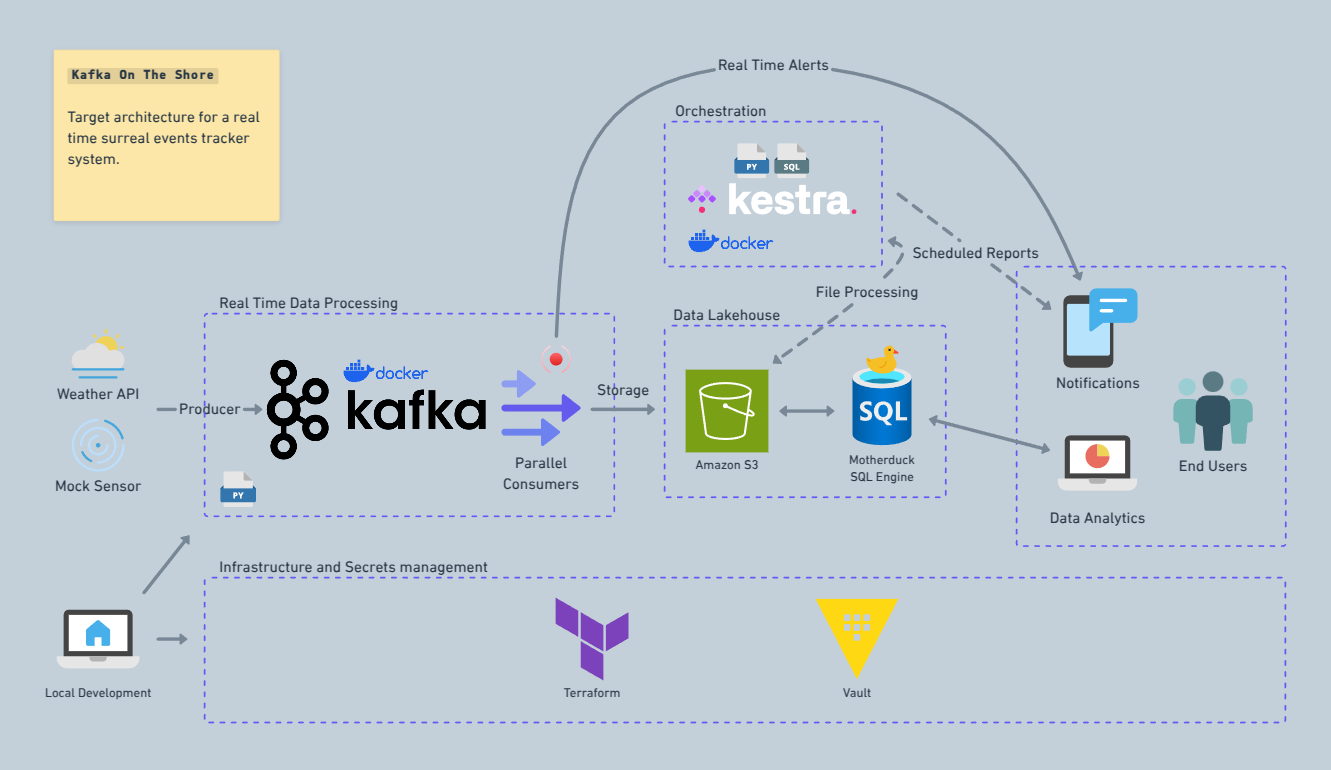 Kafka On The Shore
Target architecture for a real
time surreal events tracker
system.
Real Time Alerts
Orchestration
PY
SQL
kestra.
docker
Scheduled Reports
File Processing
Real Time Data Processing
Data Lakehouse
Weather API
Producer
Mock Sensor
docker
kafka
PY
Parallel
Consumers
Storage
Amazon S3
SQL
Motherduck
SQL Engine
Notifications
End Users
Data Analytics
Infrastructure and Secrets management
Local Development
Terraform
Vault